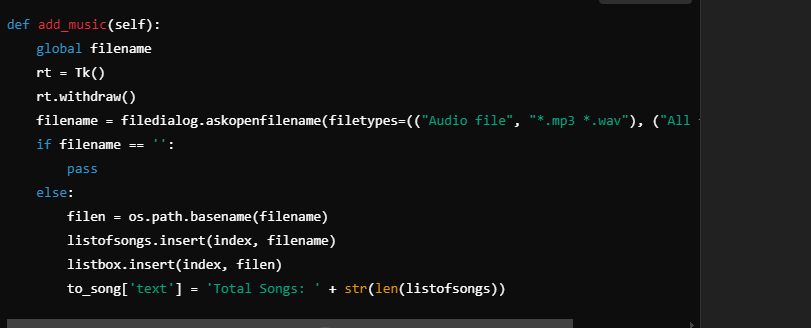 def add_music(self):
    global filename
    rt = Tk()
    rt.withdraw()
    filename = filedialog.askopenfilename(filetypes=(("Audio file", "*.mp3 *.wav"), ("All
    if filename == '':
        pass
    else:
        filen = os.path.basename(filename)
        listofsongs.insert(index, filename)
        listbox.insert(index, filen)
        to_song['text'] = 'Total Songs: ' + str(len(listofsongs))